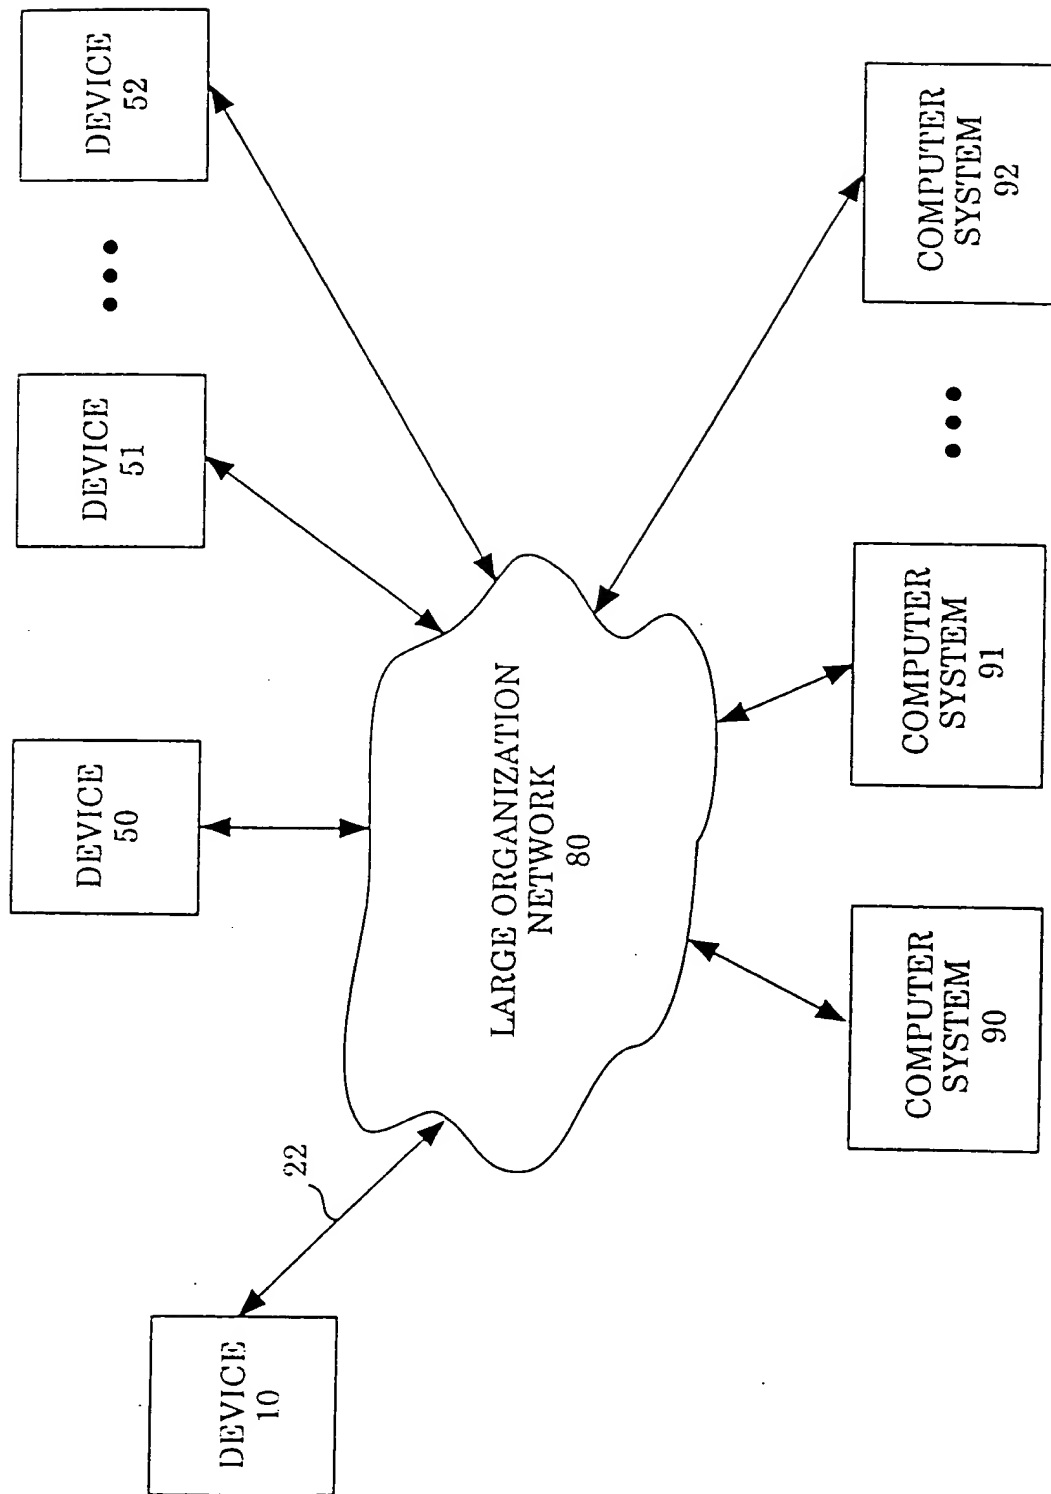 DEVICE
10
22
DEVICE
50
DEVICE
51
DEVICE
52
LARGE ORGANIZATION
NETWORK
80
COMPUTER
SYSTEM
90
COMPUTER
SYSTEM
91
COMPUTER
SYSTEM
92